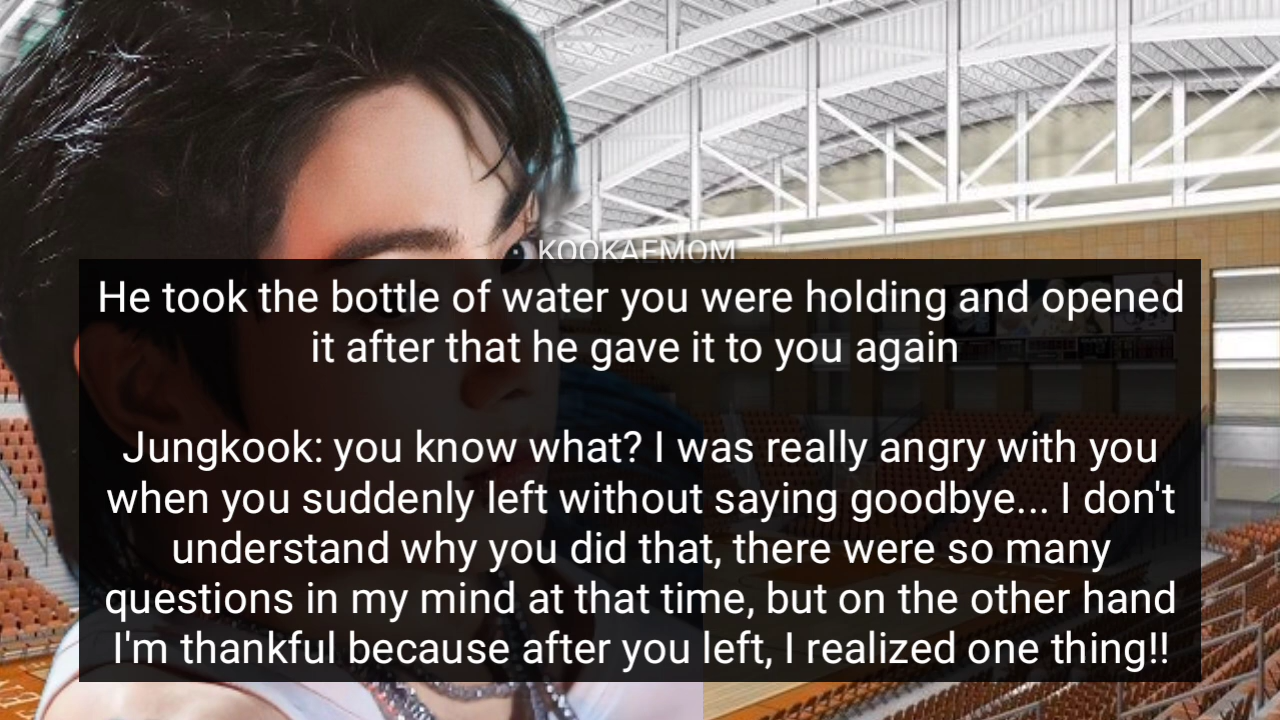 KOOKAEMOM
He took the bottle of water you were holding and opened
it after that he gave it to you again
Jungkook: you know what? I was really angry with you
when you suddenly left without saying goodbye... I don't
understand why you did that, there were so many
questions in my mind at that time, but on the other hand
I'm thankful because after you left, I realized one thing!!